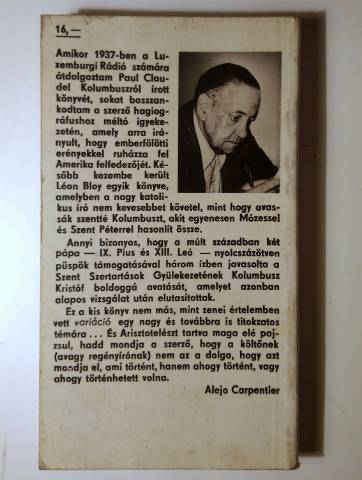 16,—
Amikor 1937-ben a Lu-
xemburgi Rádió számára
átdolgoztam Paul Clau-
del Kolumbuszról írott
könyvét, sokat bosszan-
kodtam a szerző hagiog-
ráfushoz méltó igyeke-
zetén, amely arra irá-
nyult, hogy emberfölötti
erényekkel ruházza fel
Amerika felfedezőjét. Ké-
sőbb kezembe került
Léon Bloy egyik könyve,
amelyben a nagy katoli-
kus író nem kevesebbet követel, mint hogy avas-
sák szentté Kolumbuszt, akit egyenesen Mózessel
és Szent Péterrel hasonlít össze.
Annyi bizonyos, hogy a múlt században két
pápa — IX. Pius és XIII. Leó — nyolcszázötven
püspök támogatásával három ízben javasolta a
Szent Szertartások Gyülekezetének Kolumbusz
Kristóf boldoggá avatását, amelyet azonban
alapos vizsgálat után elutasítottak.
Ez a kis könyv nem más, mint zenei értelemben
vett variáció egy nagy és továbbra is titokzatos
témára... És Arisztotelészt tartva maga elé paj-
zsul, hadd mondja a szerző, hogy a költőnek
(avagy regényírónak) nem az a dolga, hogy azt
mondja el, ami történt, hanem ahogy történt, vagy
ahogy történhetett volna.
Alejo Carpentier